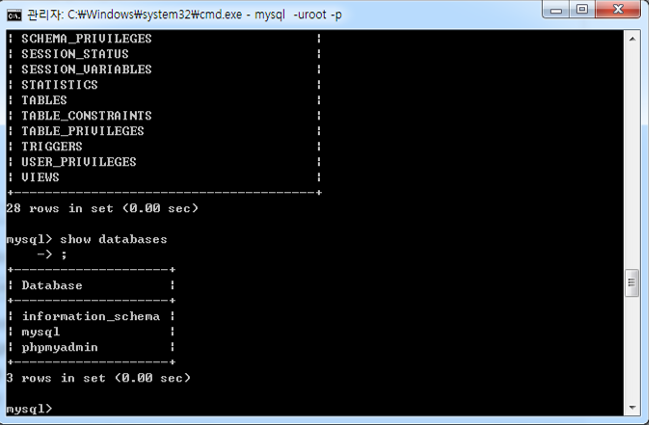 관리자: C:₩Windows₩system32₩cmd.exe - mysql  -uroot -p
| SCHEMA_PRIVILEGES                     |
| SESSION_STATUS                        |
| SESSION_VARIABLES                     |
| STATISTICS                            |
| TABLES                                |
| TABLE_CONSTRAINTS                     |
| TABLE_PRIVILEGES                      |
| TRIGGERS                              |
| USER_PRIVILEGES                       |
| VIEWS                                 |
+---------------------------------------+
28 rows in set (0.00 sec)
mysql> show databases
    -> ;
+--------------------+
| Database           |
+--------------------+
| information_schema |
| mysql              |
| phpmyadmin         |
+--------------------+
3 rows in set (0.00 sec)
mysql>